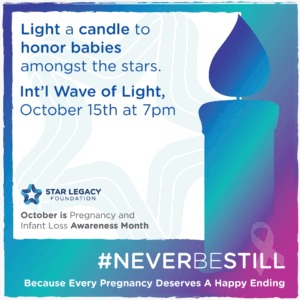 Light a candle to
honor babies
amongst the stars.
Int'l Wave of Light,
October 15th at 7pm
STAR LEGACY
FOUNDATION
October is Pregnancy and
Infant Loss Awareness Month
#NEVERBESTILL
Because Every Pregnancy Deserves A Happy Ending